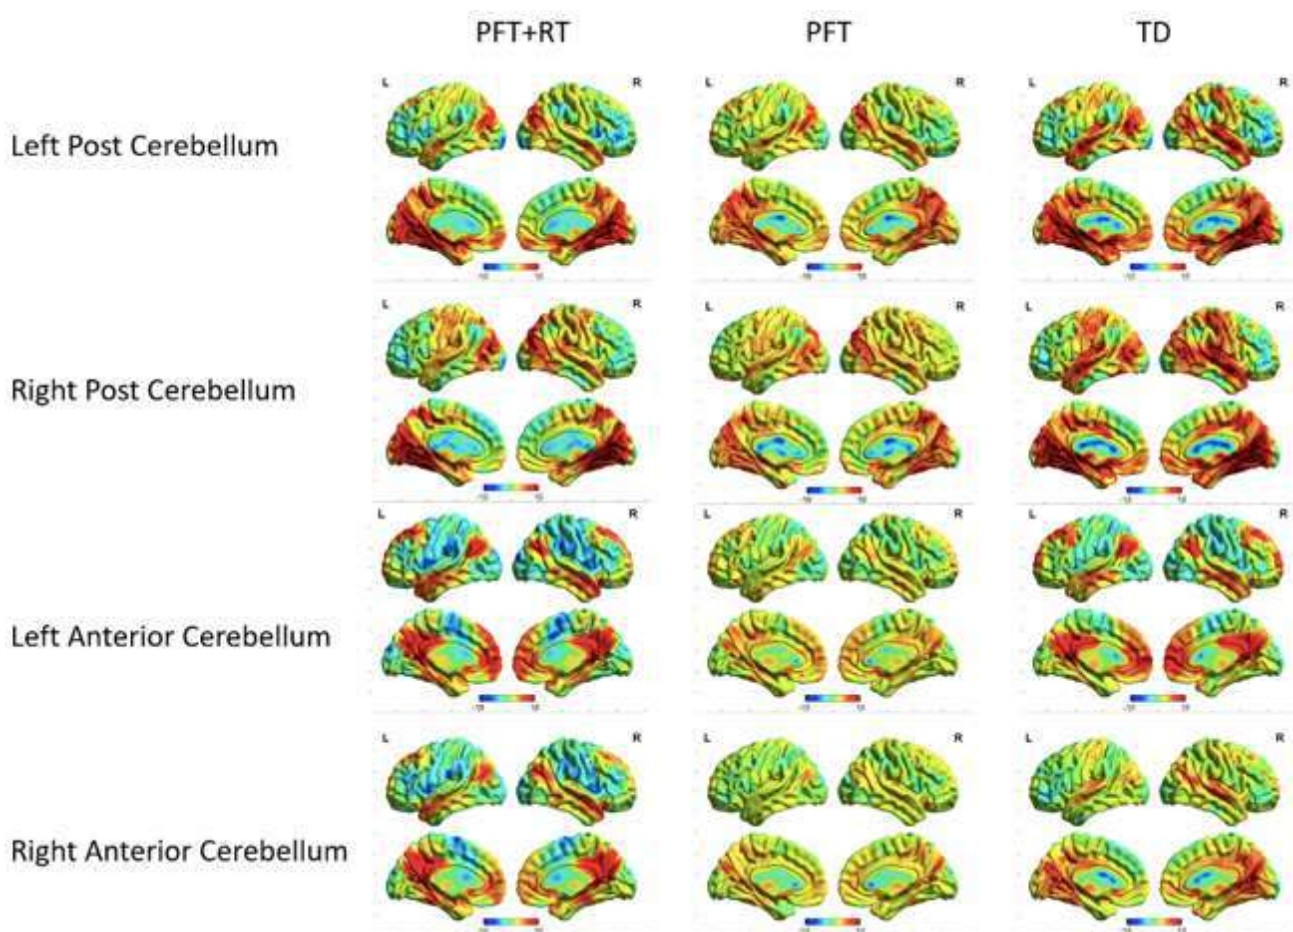 PFT+RT PFT TD
L R L R L R
Left Post Cerebellum
L R L R L R
Right Post Cerebellum
L R L R L R
Left Anterior Cerebellum
L R L R L R
Right Anterior Cerebellum